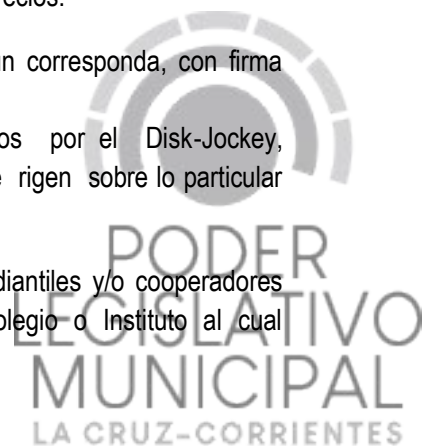 ecios.
n corresponda, con firma
os por el Disk-Jockey,
e rigen sobre lo particular
diantiles y/o cooperadores
olegio o Instituto al cual
PODER
LEGISLATIVO
MUNICIPAL
LA CRUZ-CORRIENTES